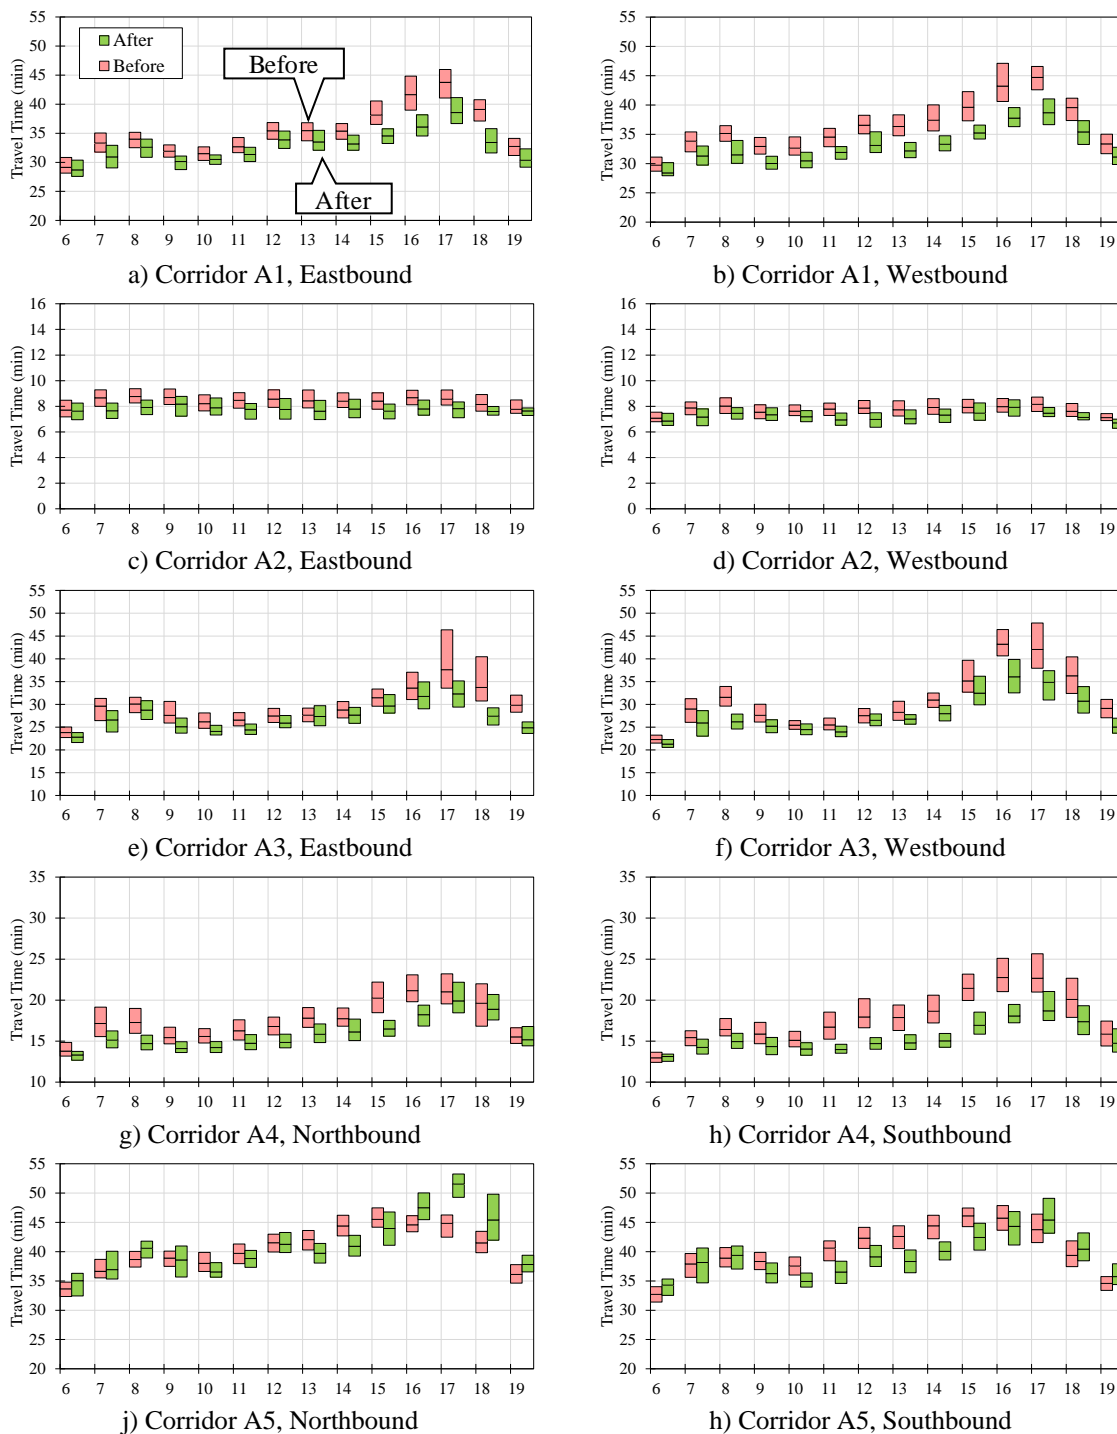 55
50
45
40
35
30
25
20
Travel Time (min)
After
Before
Before
After
6 7 8 9 10 11 12 13 14 15 16 17 18 19
a) Corridor A1, Eastbound
55
50
45
40
35
30
25
20
Travel Time (min)
6 7 8 9 10 11 12 13 14 15 16 17 18 19
b) Corridor A1, Westbound
16
14
12
10
8
6
4
2
0
Travel Time (min)
6 7 8 9 10 11 12 13 14 15 16 17 18 19
c) Corridor A2, Eastbound
16
14
12
10
8
6
4
2
0
Travel Time (min)
6 7 8 9 10 11 12 13 14 15 16 17 18 19
d) Corridor A2, Westbound
55
50
45
40
35
30
25
20
15
10
Travel Time (min)
6 7 8 9 10 11 12 13 14 15 16 17 18 19
e) Corridor A3, Eastbound
55
50
45
40
35
30
25
20
15
10
Travel Time (min)
6 7 8 9 10 11 12 13 14 15 16 17 18 19
f) Corridor A3, Westbound
35
30
25
20
15
10
Travel Time (min)
6 7 8 9 10 11 12 13 14 15 16 17 18 19
g) Corridor A4, Northbound
35
30
25
20
15
10
Travel Time (min)
6 7 8 9 10 11 12 13 14 15 16 17 18 19
h) Corridor A4, Southbound
55
50
45
40
35
30
25
20
Travel Time (min)
6 7 8 9 10 11 12 13 14 15 16 17 18 19
j) Corridor A5, Northbound
55
50
45
40
35
30
25
20
Travel Time (min)
6 7 8 9 10 11 12 13 14 15 16 17 18 19
h) Corridor A5, Southbound